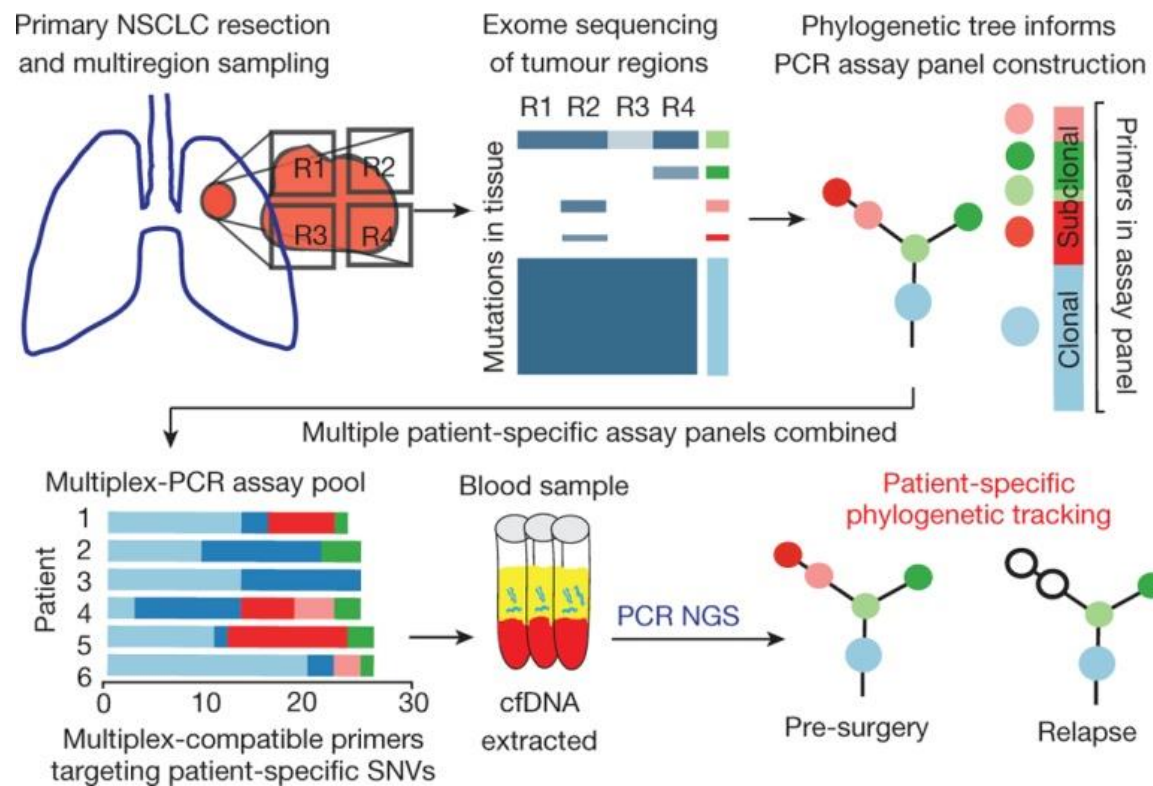 Primary NSCLC resection
and multiregion sampling
R1
R2
R3
R4
Exome sequencing
of tumour regions
R1 R2 R3 R4
Mutations in tissue
Phylogenetic tree informs
PCR assay panel construction
Subclonal
Clonal
Primers in assay panel
Multiple patient-specific assay panels combined
Multiplex-PCR assay pool
Patient
1
2
3
4
5
6
0 10 20 30
Multiplex-compatible primers
targeting patient-specific SNVs
Blood sample
cfDNA
extracted
PCR NGS
Patient-specific
phylogenetic tracking
Pre-surgery
Relapse